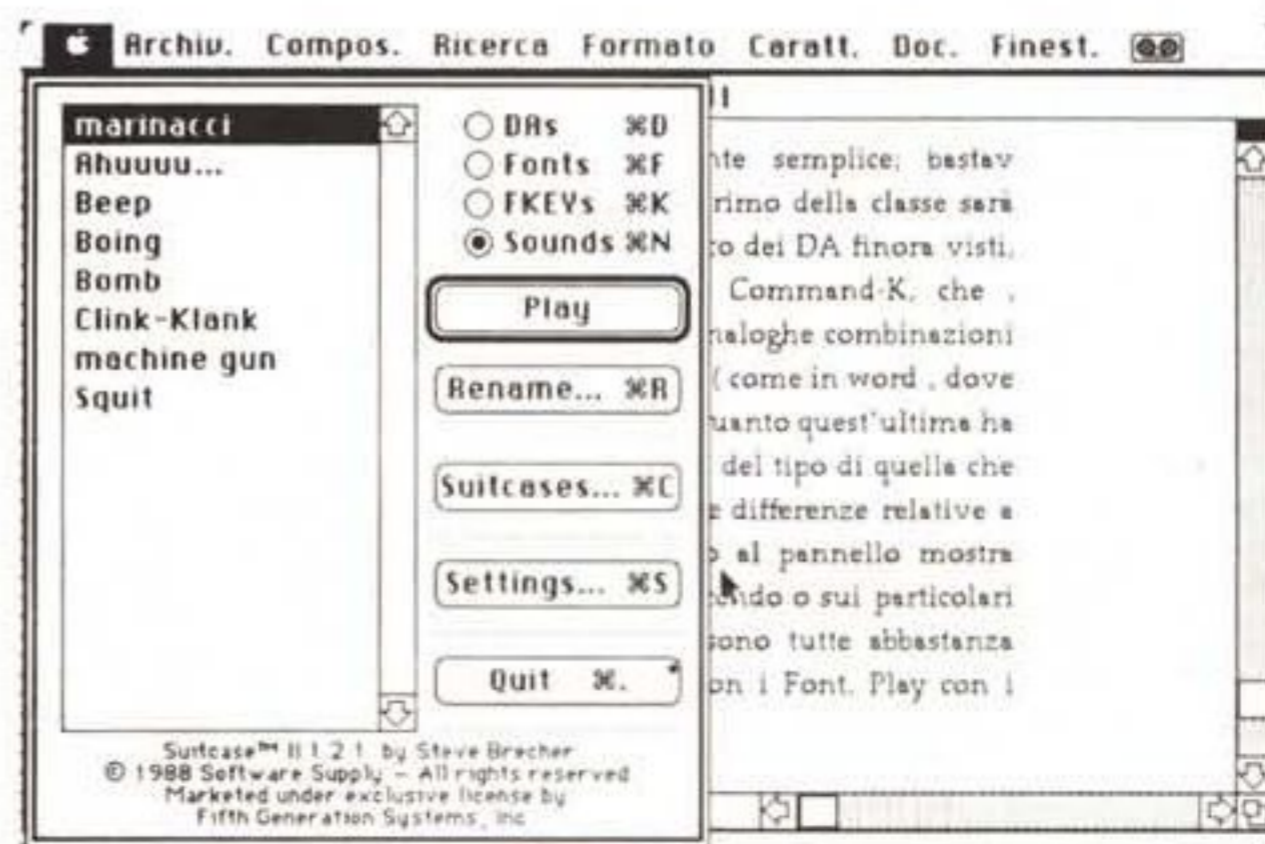 Archiv. Compos. Ricerca Formato Caratt. Doc. Finest.
marinacci
Ahuuuu...
Beep
Boing
Bomb
Clink-Klank
machine gun
Squit
DAs ⌘D
Fonts ⌘F
FKEYs ⌘K
Sounds ⌘N
Play
Rename... ⌘R
Suitcases... ⌘C
Settings... ⌘S
Quit ⌘.
Suitcase™ II 1.2.1 by Steve Brecher
© 1988 Software Supply – All rights reserved
Marketed under exclusive license by
Fifth Generation Systems, Inc
semplice; bastav
rimo della classe sarà
o dei DA finora visti,
Command-K, che ,
naloghe combinazioni
( come in word , dove
uanto quest'ultima ha
del tipo di quella che
e differenze relative a
al pannello mostra
endo o sui particolari
sono tutte abbastanza
on i Font. Play con i